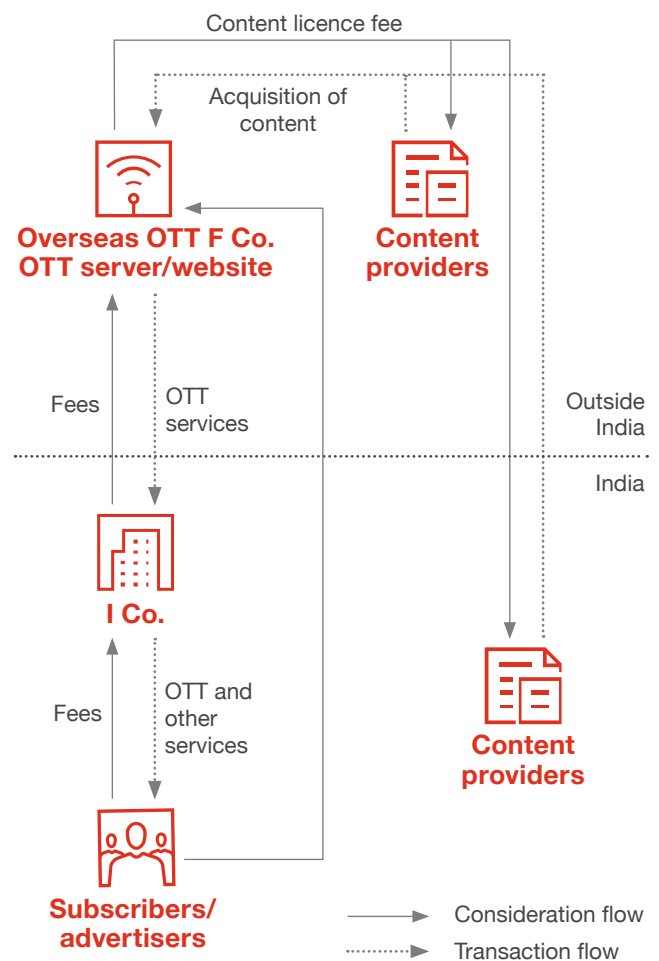 Content licence fee
Acquisition of
content
Overseas OTT F Co.
OTT server/website
Content
providers
Fees
OTT
services
Outside
India
India
I Co.
Fees
OTT and
other
services
Content
providers
Subscribers/
advertisers
Consideration flow
Transaction flow